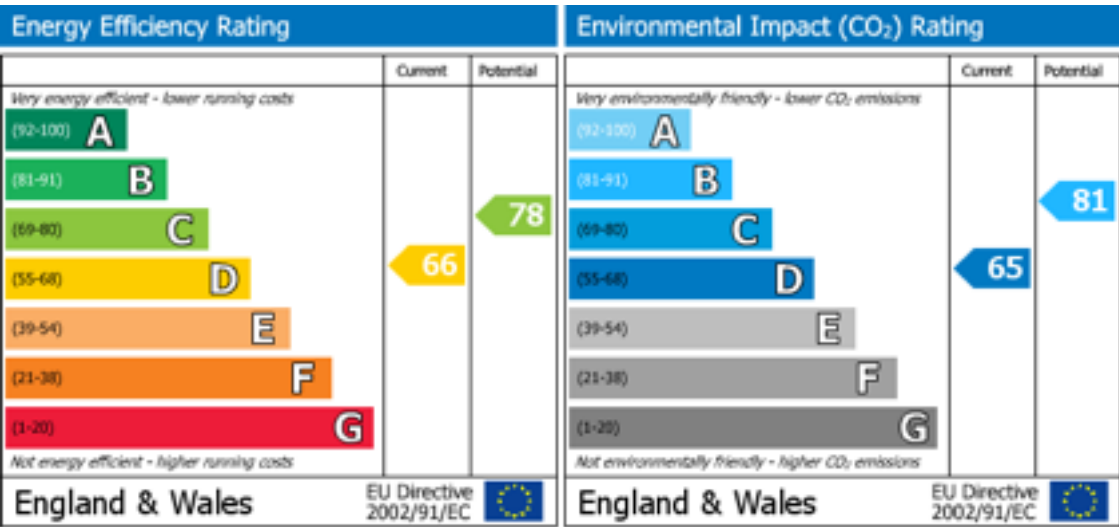 Energy Efficiency Rating
Current Potential
Very energy efficient - lower running costs
(92-100) A
(81-91) B
(69-80) C
78
(55-68) D
66
(39-54) E
(21-38) F
(1-20) G
Not energy efficient - higher running costs
England & Wales
EU Directive
2002/91/EC
Environmental Impact (CO₂) Rating
Current Potential
Very environmentally friendly - lower CO₂ emissions
(92-100) A
(81-91) B
81
(69-80) C
(55-68) D
65
(39-54) E
(21-38) F
(1-20) G
Not environmentally friendly - higher CO₂ emissions
England & Wales
EU Directive
2002/91/EC